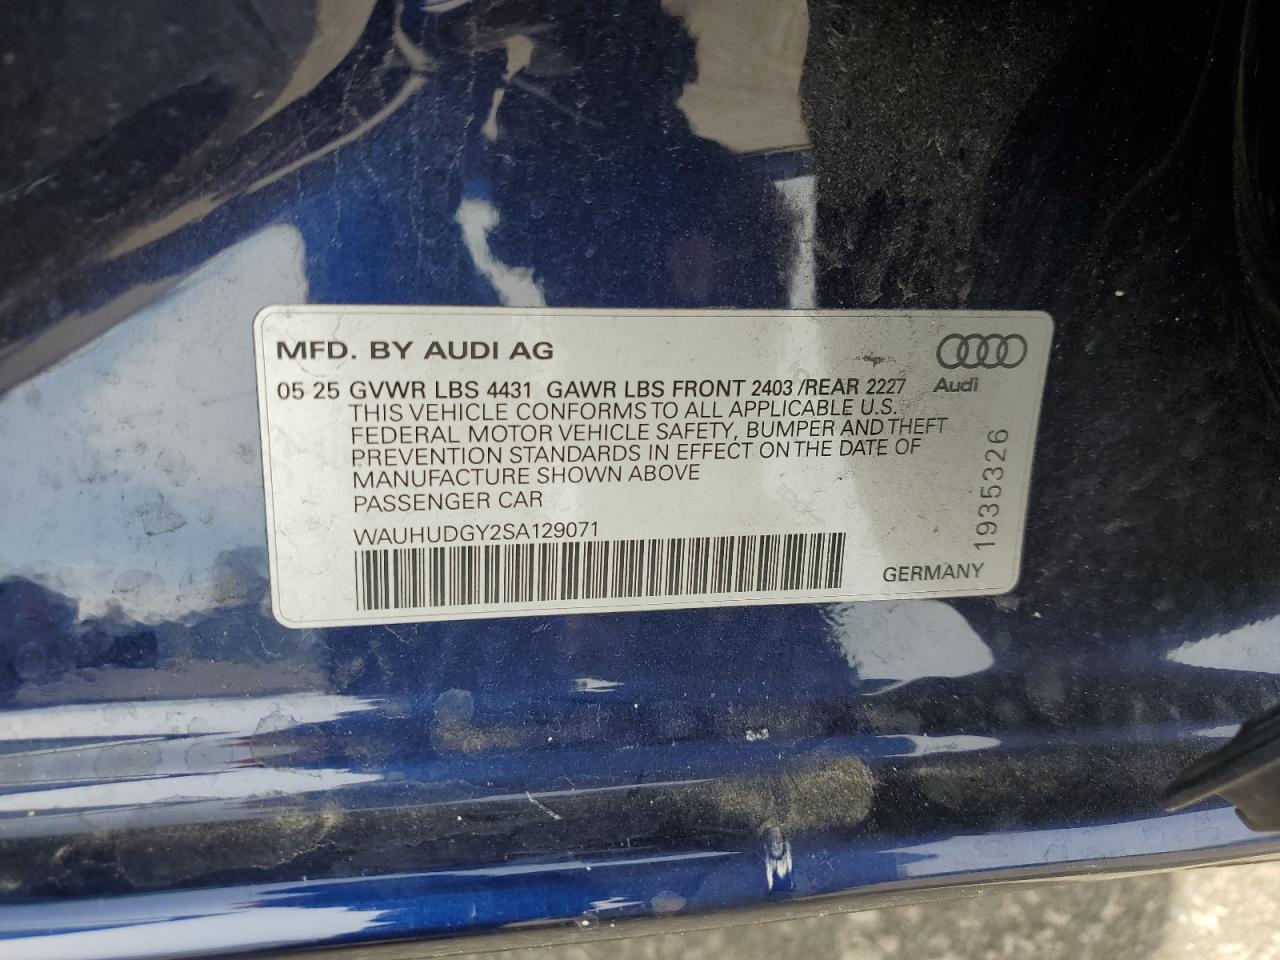 MFD. BY AUDI AG
Audi
05 25 GVWR LBS 4431 GAWR LBS FRONT 2403 /REAR 2227
THIS VEHICLE CONFORMS TO ALL APPLICABLE U.S.
FEDERAL MOTOR VEHICLE SAFETY, BUMPER AND THEFT
PREVENTION STANDARDS IN EFFECT ON THE DATE OF
MANUFACTURE SHOWN ABOVE
PASSENGER CAR
WAUHUDGY2SA129071
GERMANY
1935326